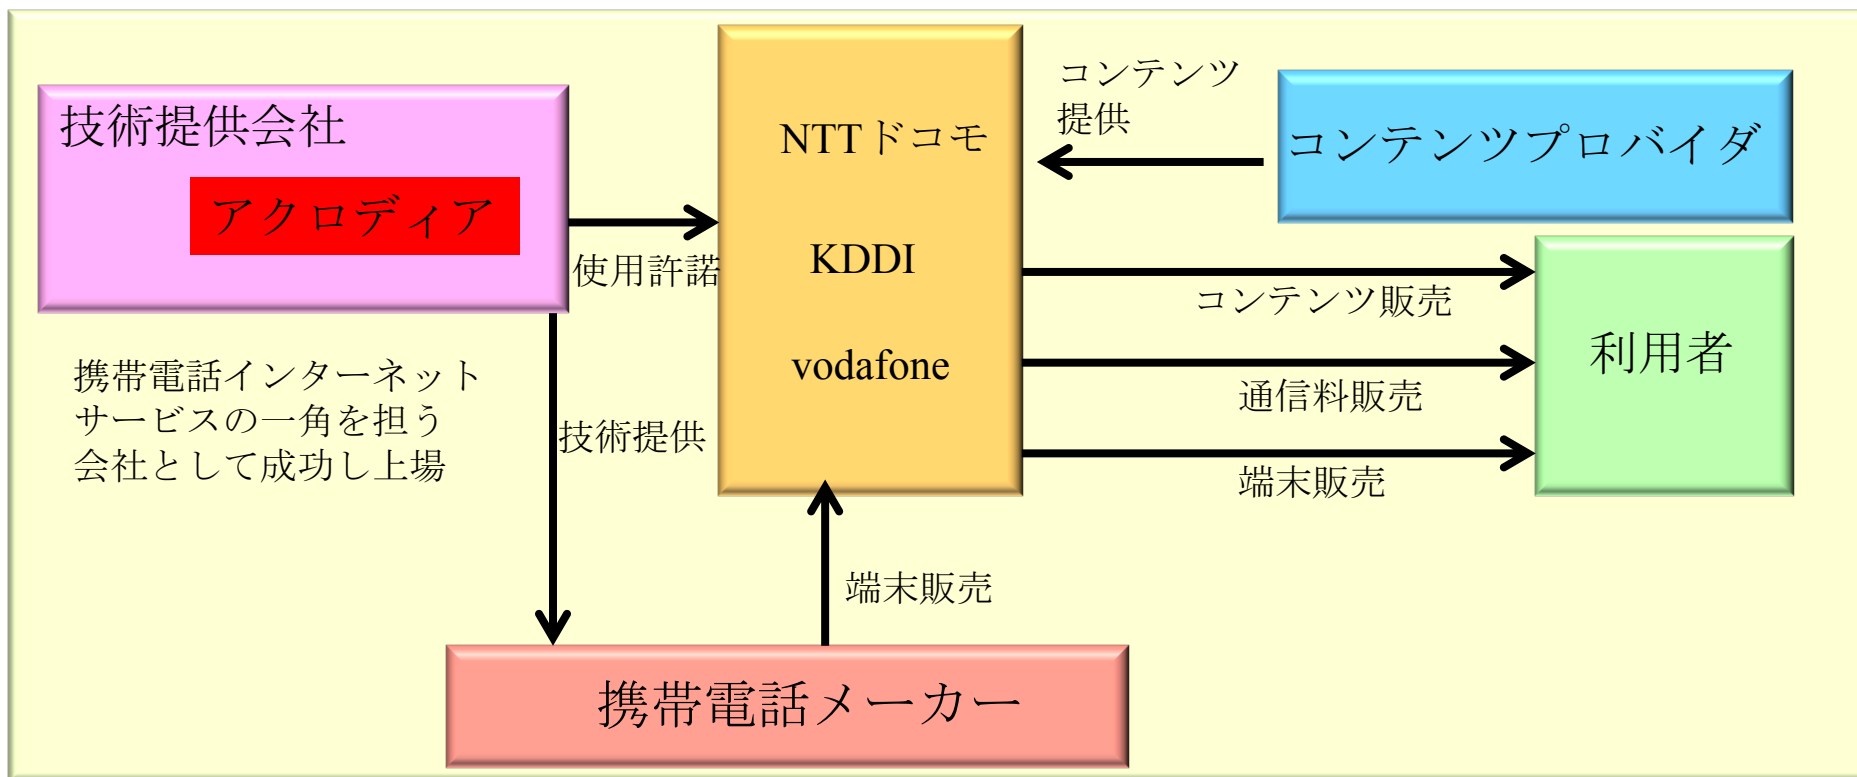 技術提供会社
アクロディア
使用許諾
携帯電話インターネット
サービスの一角を担う
会社として成功し上場
技術提供
NTTドコモ
KDDI
vodafone
コンテンツ
提供
コンテンツプロバイダ
コンテンツ販売
通信料販売
端末販売
利用者
端末販売
携帯電話メーカー